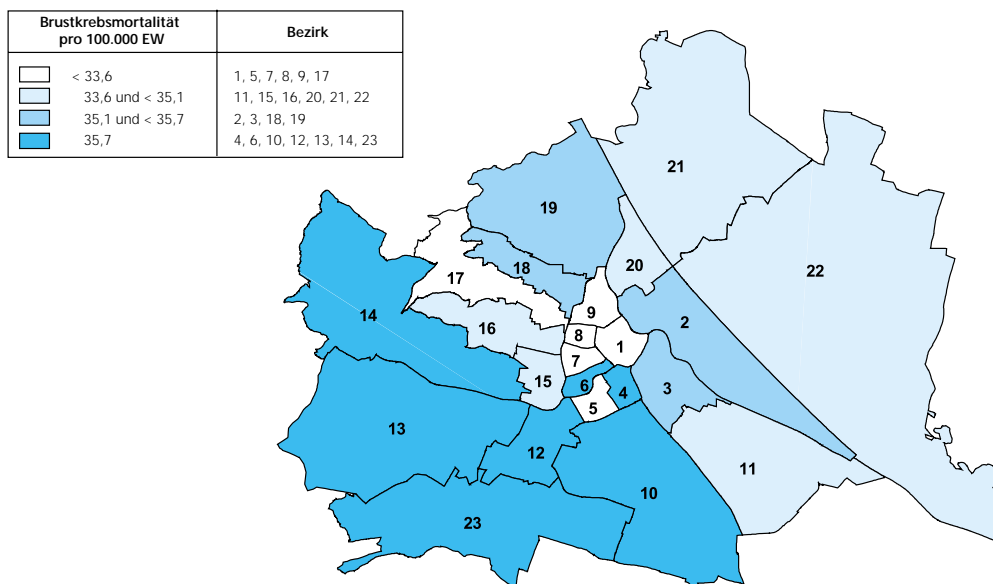 Brustkrebsmortalität
pro 100.000 EW
Bezirk
< 33,6
1, 5, 7, 8, 9, 17
33,6 und < 35,1
11, 15, 16, 20, 21, 22
35,1 und < 35,7
2, 3, 18, 19
35,7
4, 6, 10, 12, 13, 14, 23
21
19
20
18
22
17
9
14
2
16
8
1
7
15
6
4
3
5
13
12
11
10
23